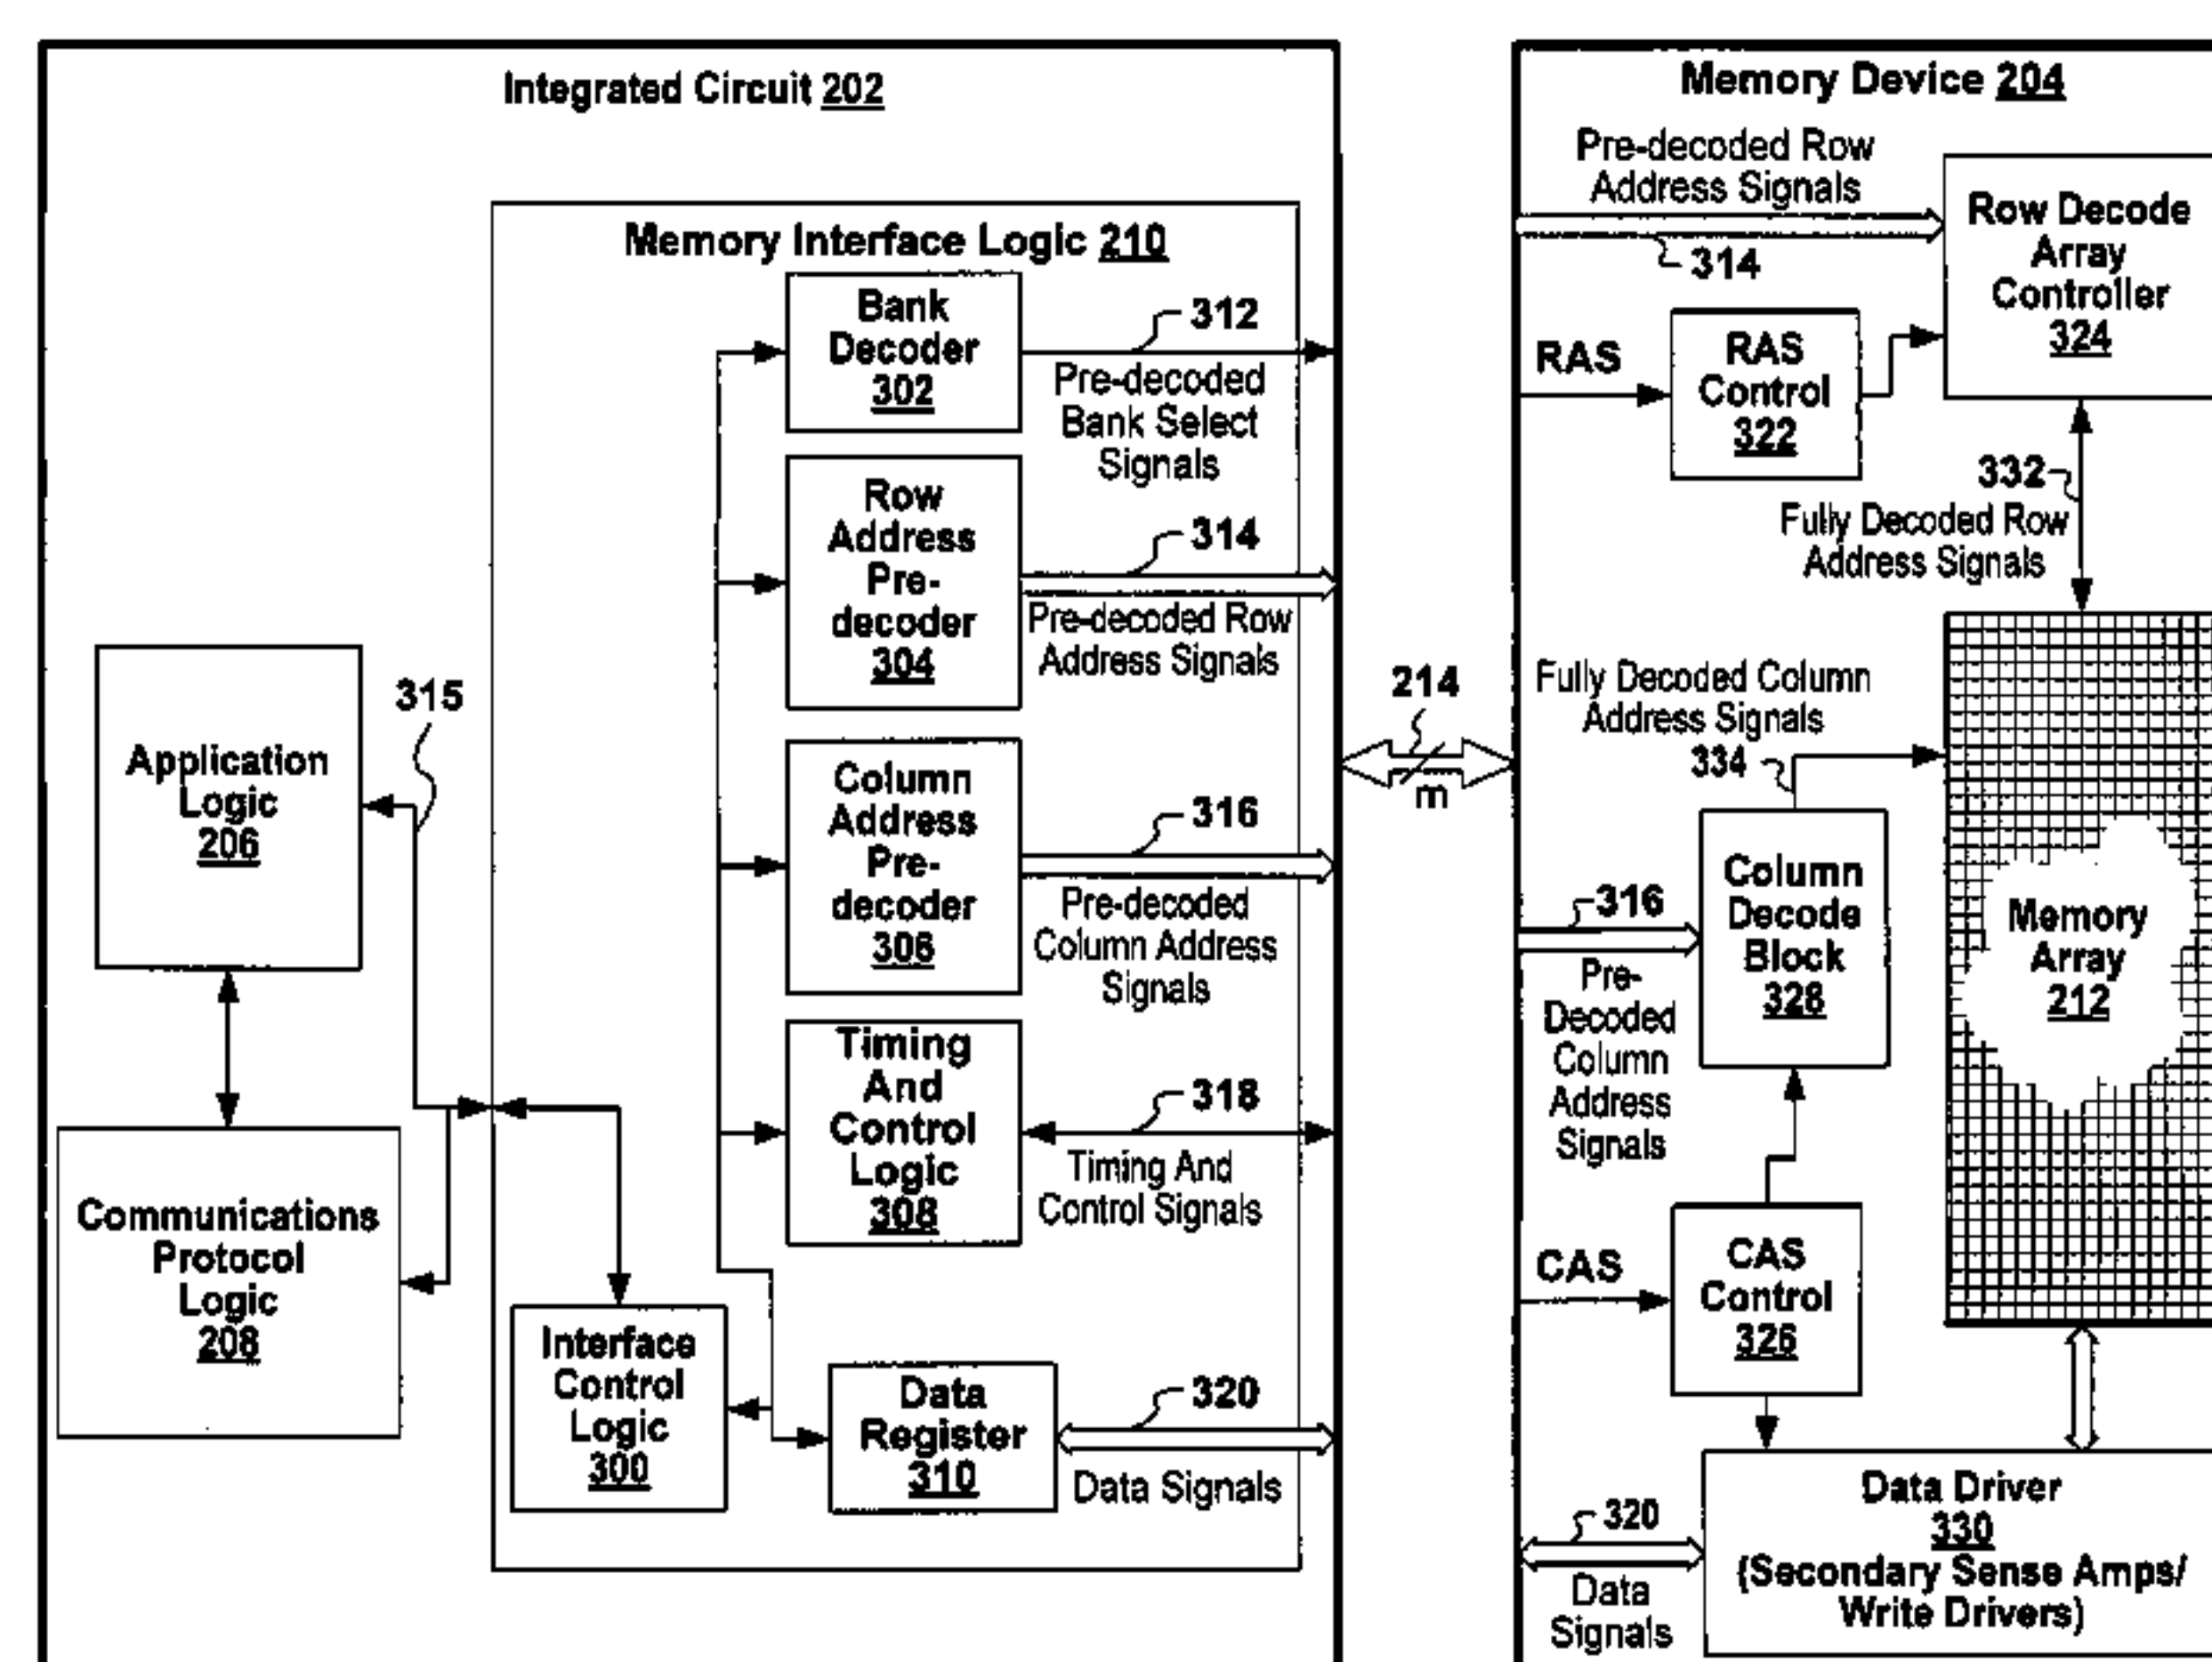 Integrated Circuit 202
Memory Interface Logic 210
Bank
Decoder
302
312
Pre-decoded
Bank Select
Signals
Row
Address
Pre-
decoder
304
314
Pre-decoded Row
Address Signals
Column
Address
Pre-
decoder
306
316
Pre-decoded
Column Address
Signals
Timing
And
Control
Logic
308
318
Timing And
Control Signals
Interface
Control
Logic
300
Data
Register
310
320
Data Signals
Application
Logic
206
315
Communications
Protocol
Logic
208
214
m
Memory Device 204
Pre-decoded Row
Address Signals
314
Row Decode
Array
Controller
324
RAS
RAS
Control
322
332
Fully Decoded Row
Address Signals
Fully Decoded Column
Address Signals
334
Column
Decode
Block
328
316
Pre-
Decoded
Column
Address
Signals
Memory
Array
212
CAS
CAS
Control
326
320
Data
Signals
Data Driver
330
(Secondary Sense Amps/
Write Drivers)